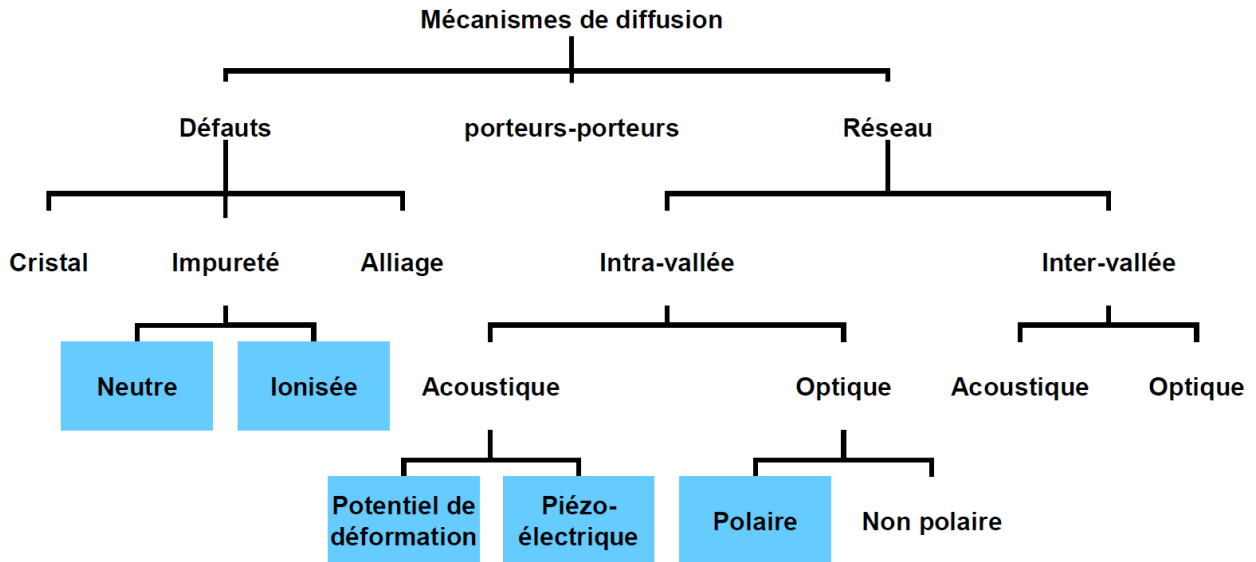 Mécanismes de diffusion
Défauts
porteurs-porteurs
Réseau
Cristal
Impureté
Alliage
Intra-vallée
Inter-vallée
Neutre
Ionisée
Acoustique
Optique
Acoustique
Optique
Potentiel de
déformation
Piézo-
électrique
Polaire
Non polaire